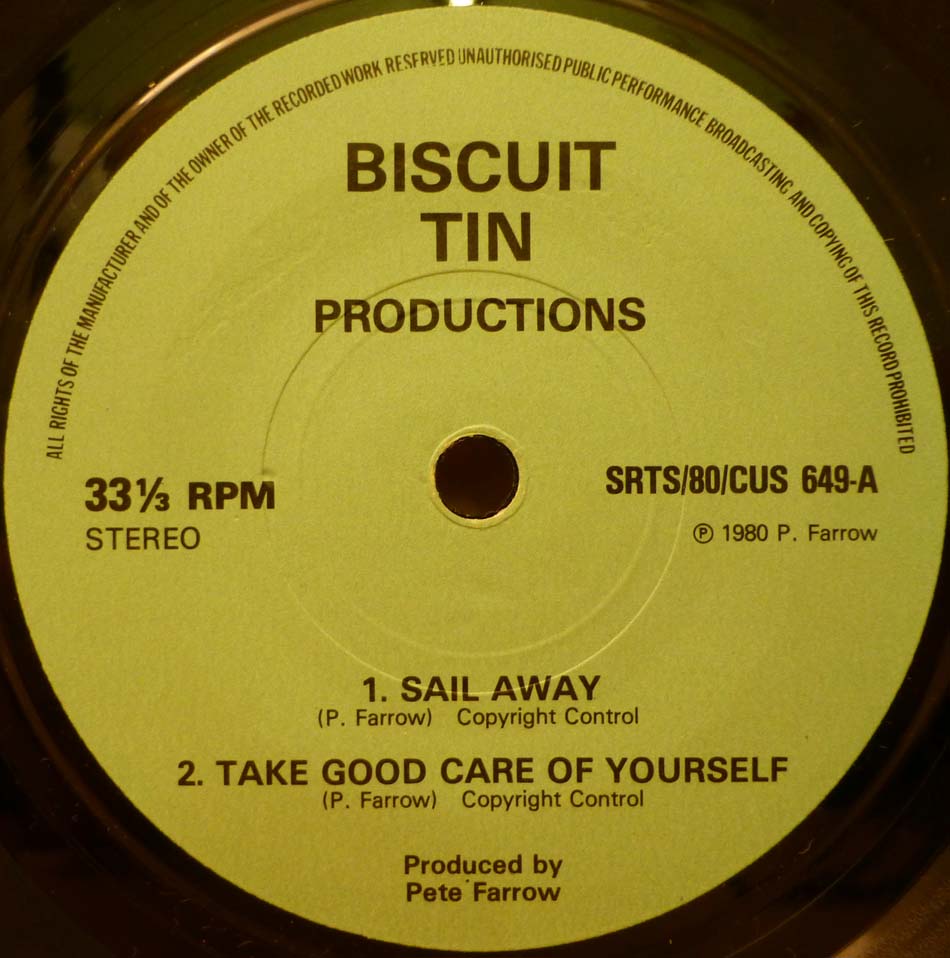 ALL RIGHTS OF THE MANUFACTURER AND OF THE OWNER OF THE RECORDED WORK RESERVED UNAUTHORISED PUBLIC PERFORMANCE BROADCASTING AND COPYING OF THIS RECORD PROHIBITED
BISCUIT
TIN
PRODUCTIONS
33⅓ RPM
STEREO
SRTS/80/CUS 649-A
℗ 1980 P. Farrow
1. SAIL AWAY
(P. Farrow) Copyright Control
2. TAKE GOOD CARE OF YOURSELF
(P. Farrow) Copyright Control
Produced by
Pete Farrow